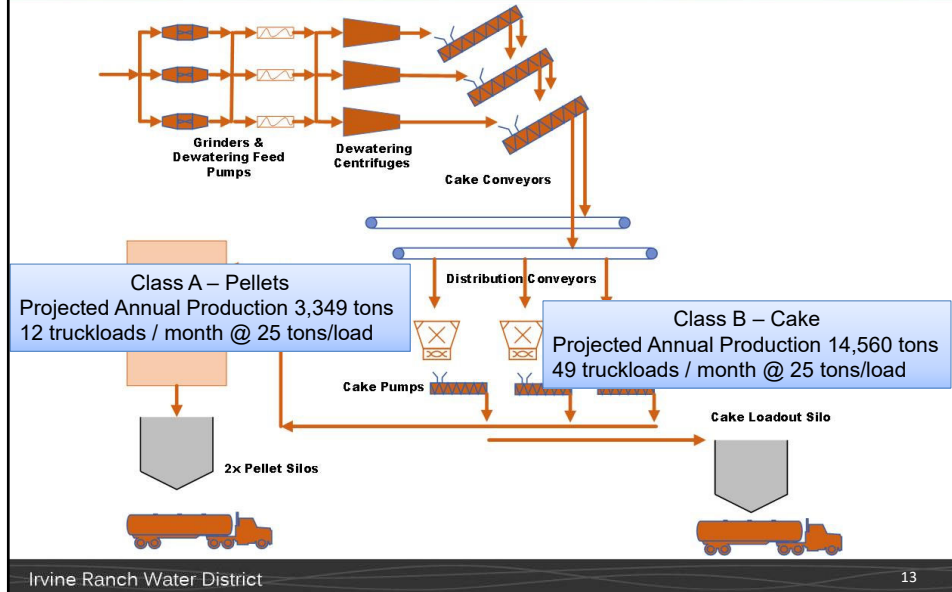 Grinders &
Dewatering Feed
Pumps
Dewatering
Centrifuges
Cake Conveyors
Distribution Conveyors
Class A – Pellets
Projected Annual Production 3,349 tons
12 truckloads / month @ 25 tons/load
Class B – Cake
Projected Annual Production 14,560 tons
49 truckloads / month @ 25 tons/load
Cake Pumps
Cake Loadout Silo
2x Pellet Silos
Irvine Ranch Water District
13